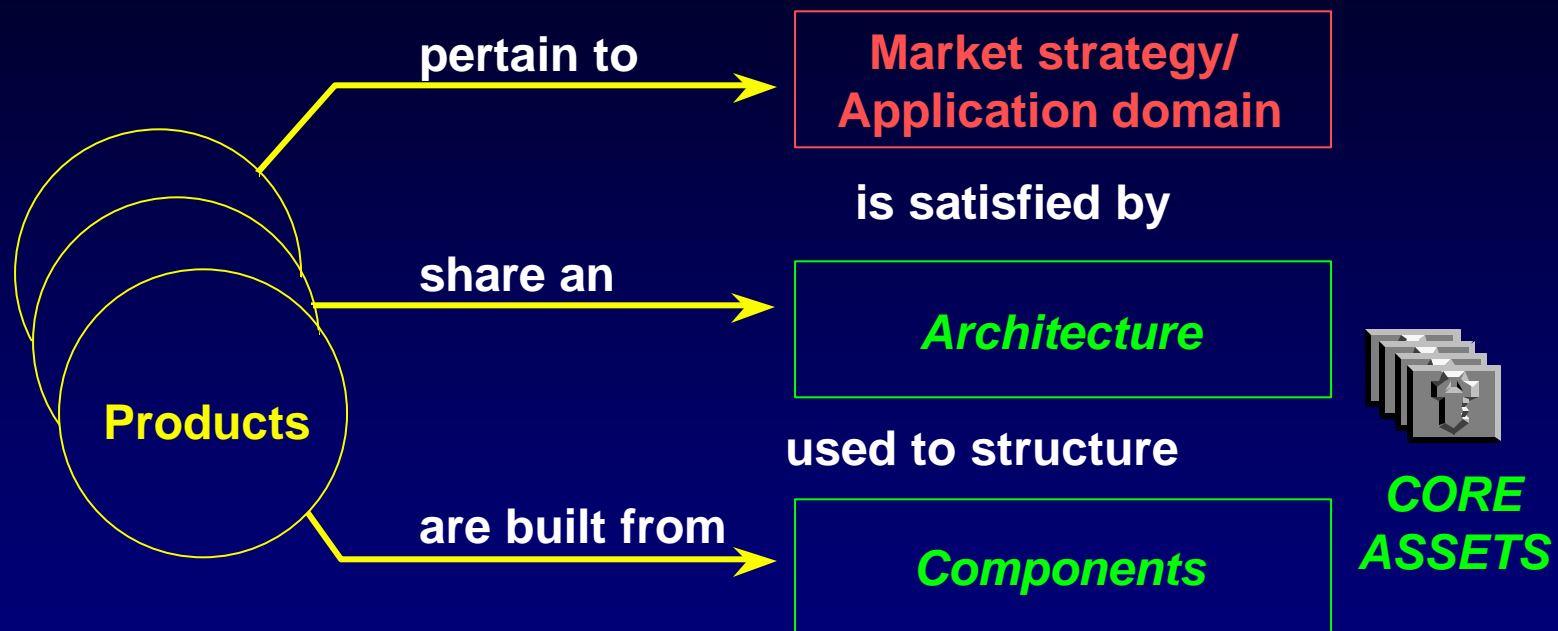 pertain to
Market strategy/
Application domain
is satisfied by
share an
Architecture
Products
used to structure
CORE
ASSETS
are built from
Components